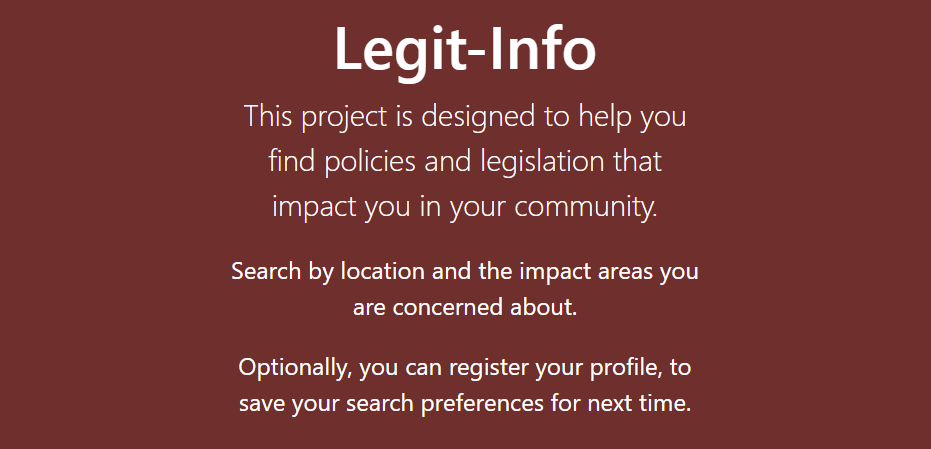 Legit-Info
This project is designed to help you
find policies and legislation that
impact you in your community.
Search by location and the impact areas you
are concerned about.
Optionally, you can register your profile, to
save your search preferences for next time.